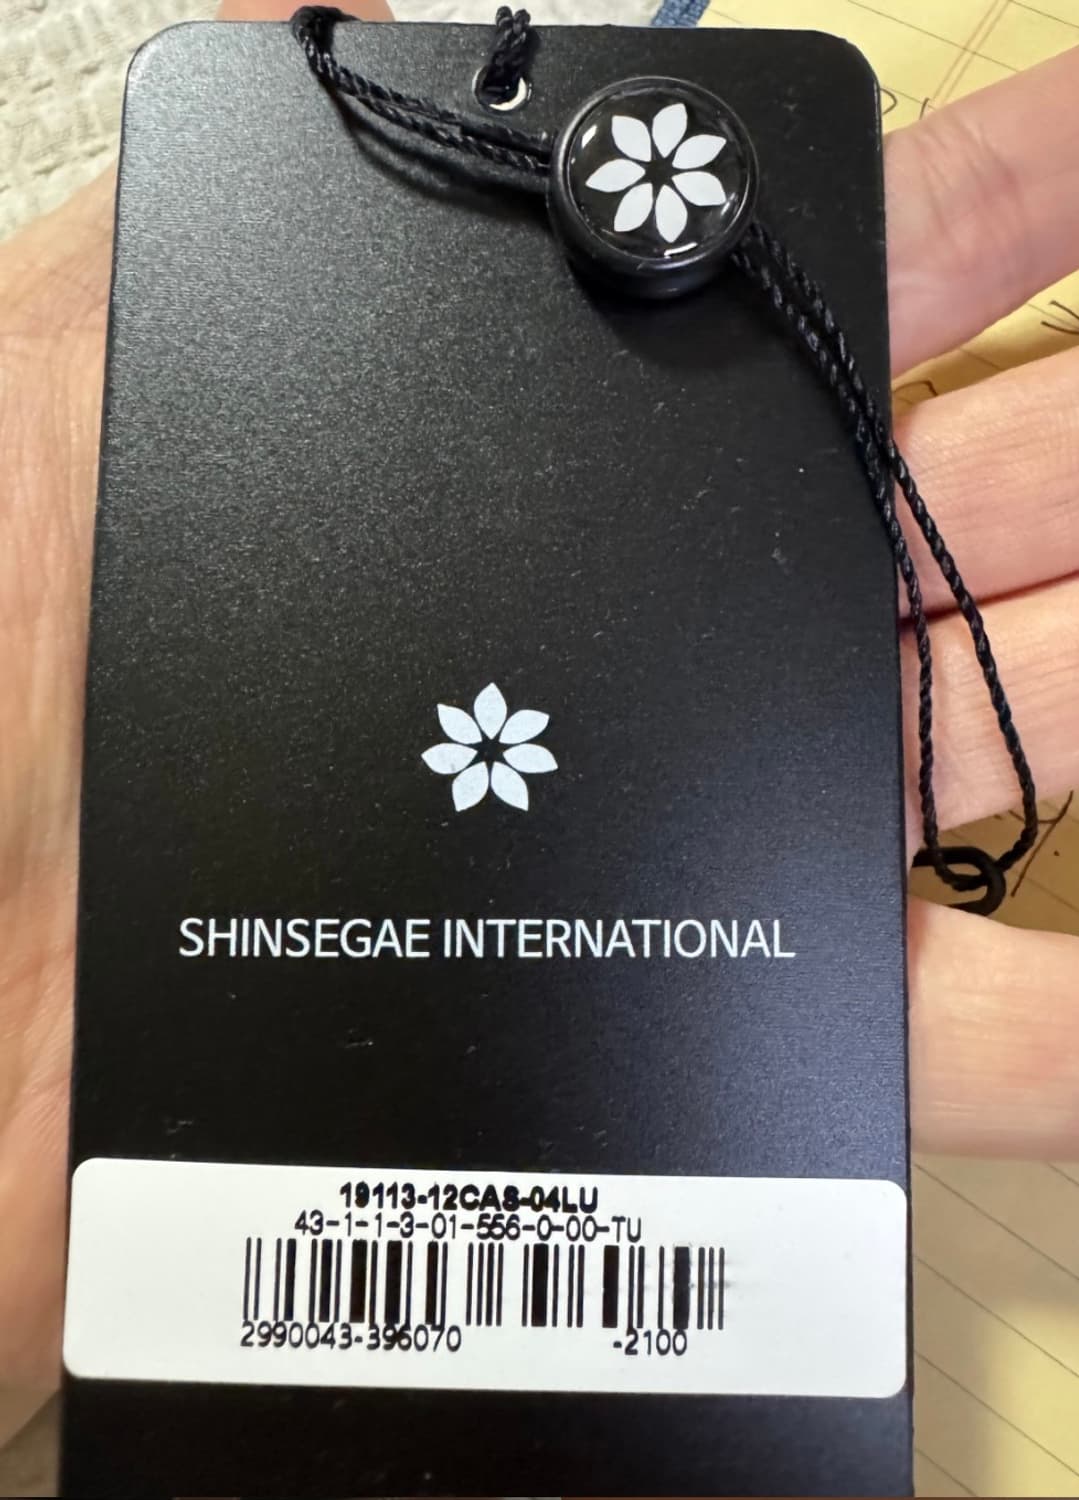 SHINSEGAE INTERNATIONAL
19113-12CAS-04LU
43-1-1-3-01-556-0-00-TU
2990043-396070 -2100